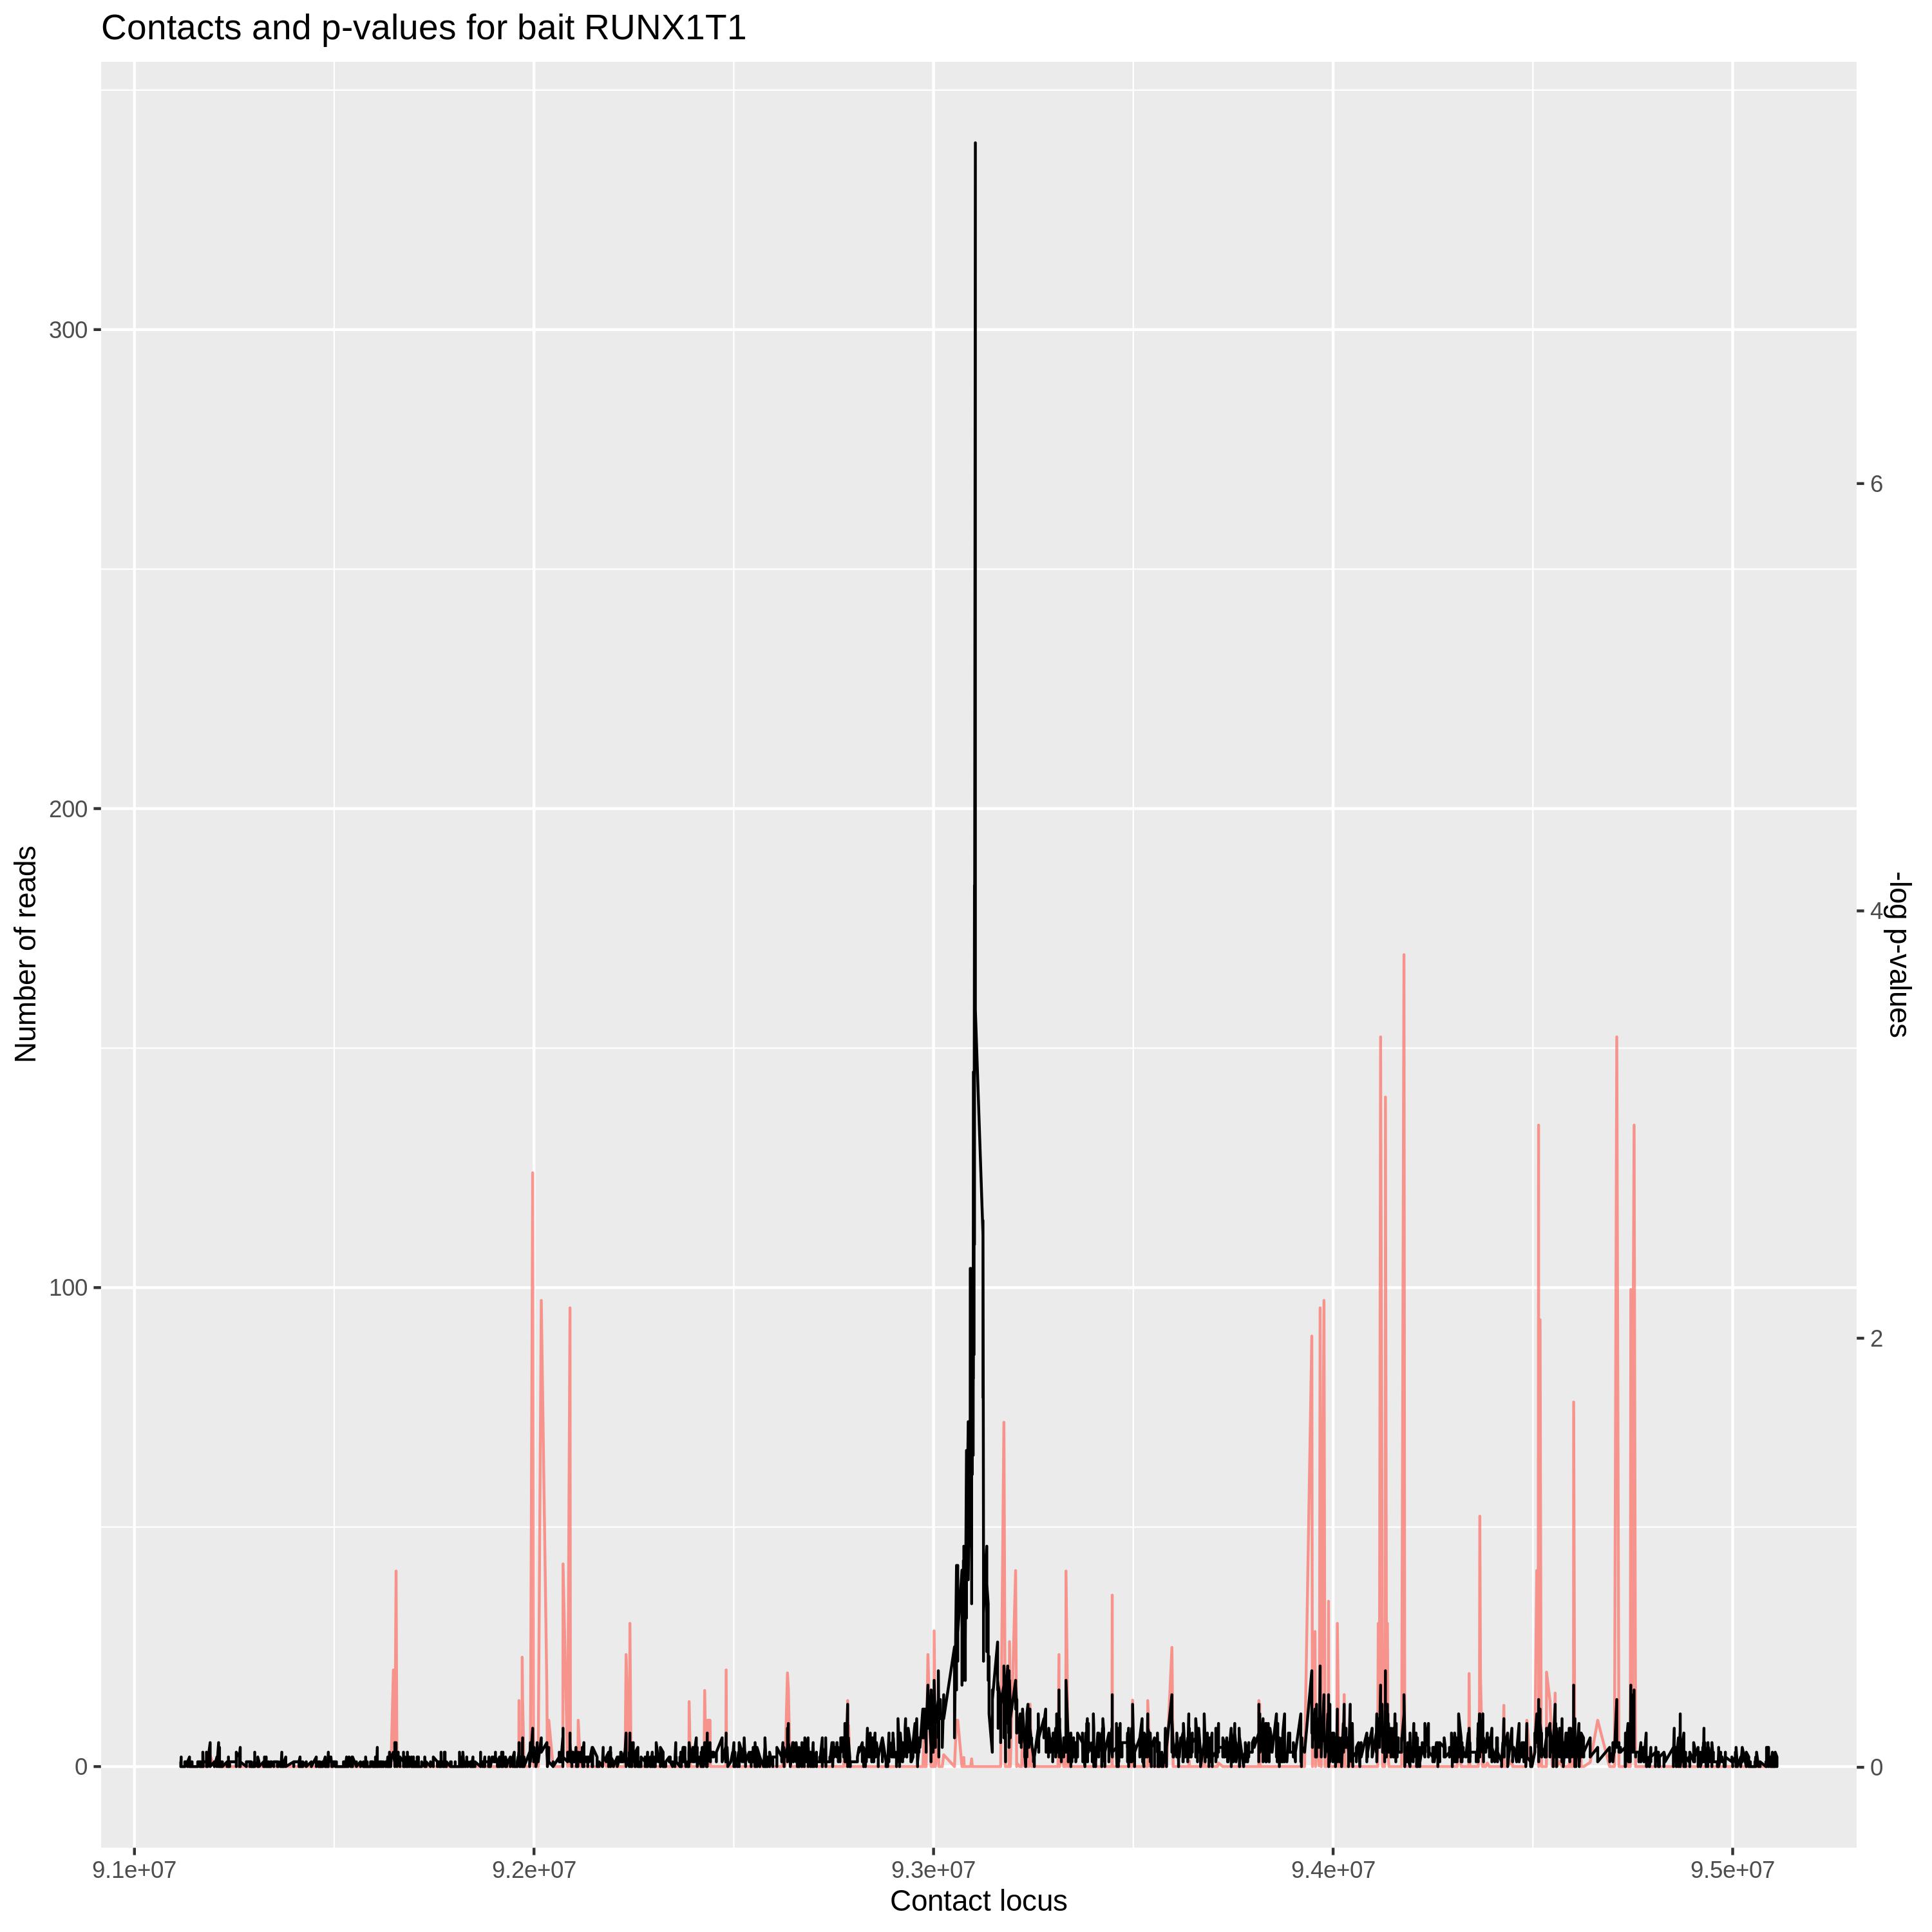 Contacts and p-values for bait RUNX1T1
300
200
100
0
Number of reads
6
4
2
0
-log p-values
9.1e+07 9.2e+07 9.3e+07 9.4e+07 9.5e+07
Contact locus